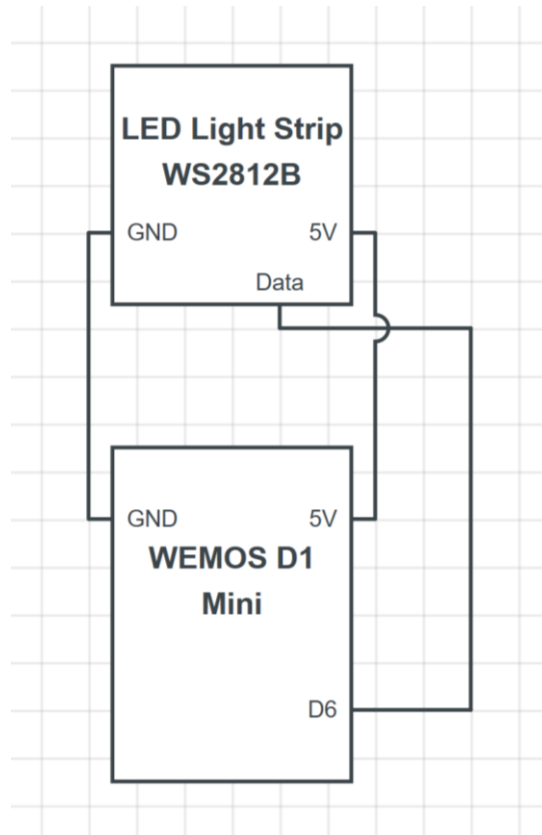 LED Light Strip
WS2812B
GND 5V
Data
GND 5V
WEMOS D1
Mini
D6